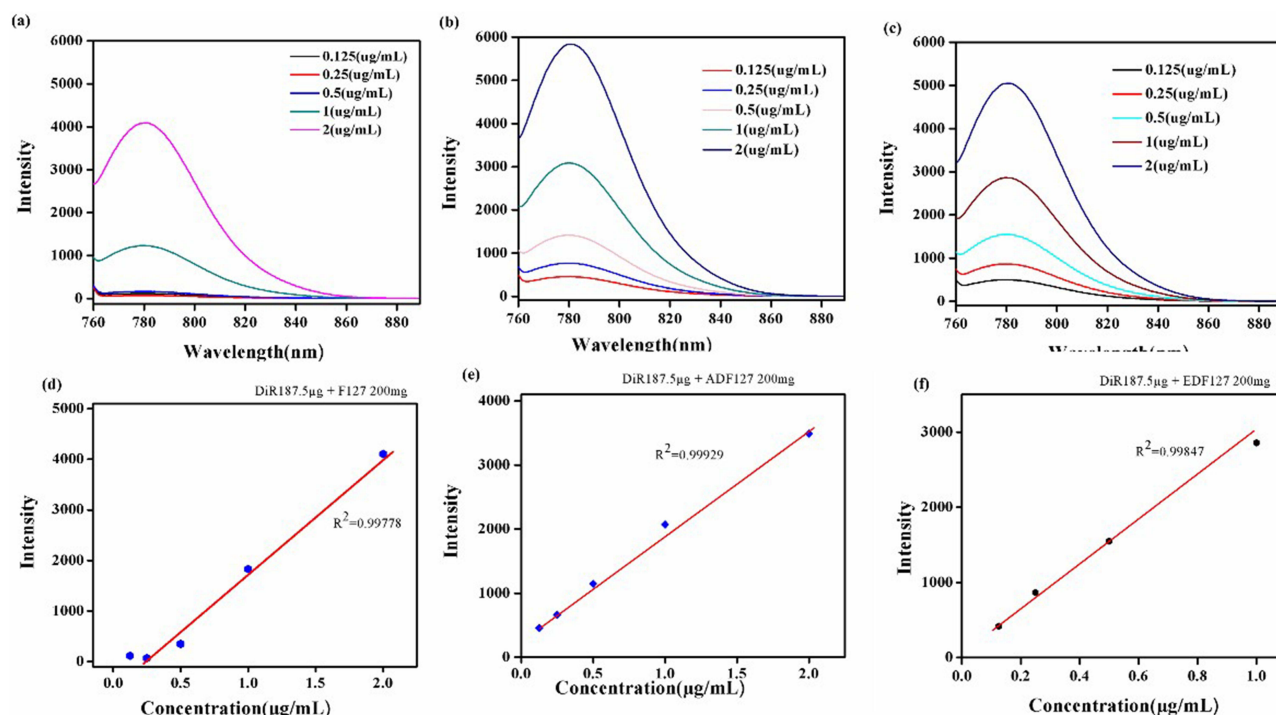 (a)
6000
5000
4000
3000
2000
1000
0
Intensity
0.125(ug/mL)
0.25(ug/mL)
0.5(ug/mL)
1(ug/mL)
2(ug/mL)
760 780 800 820 840 860 880
Wavelength(nm)
(b)
6000
5000
4000
3000
2000
1000
0
Intensity
0.125(ug/mL)
0.25(ug/mL)
0.5(ug/mL)
1(ug/mL)
2(ug/mL)
760 780 800 820 840 860 880
Wavelength(nm)
(c)
6000
5000
4000
3000
2000
1000
0
Intensity
0.125(ug/mL)
0.25(ug/mL)
0.5(ug/mL)
1(ug/mL)
2(ug/mL)
760 780 800 820 840 860 880
Wavelength(nm)
(d)
DiR187.5μg + F127 200mg
5000
4000
3000
2000
1000
0
Intensity
R²=0.99778
0.0 0.5 1.0 1.5 2.0
Concentration(μg/mL)
(e)
DiR187.5μg + ADF127 200mg
4000
3000
2000
1000
0
Intensity
R²=0.99929
0.0 0.5 1.0 1.5 2.0
Concentration(μg/mL)
(f)
DiR187.5μg + EDF127 200mg
3000
2000
1000
0
Intensity
R²=0.99847
0.0 0.2 0.4 0.6 0.8 1.0
Concentration(μg/mL)